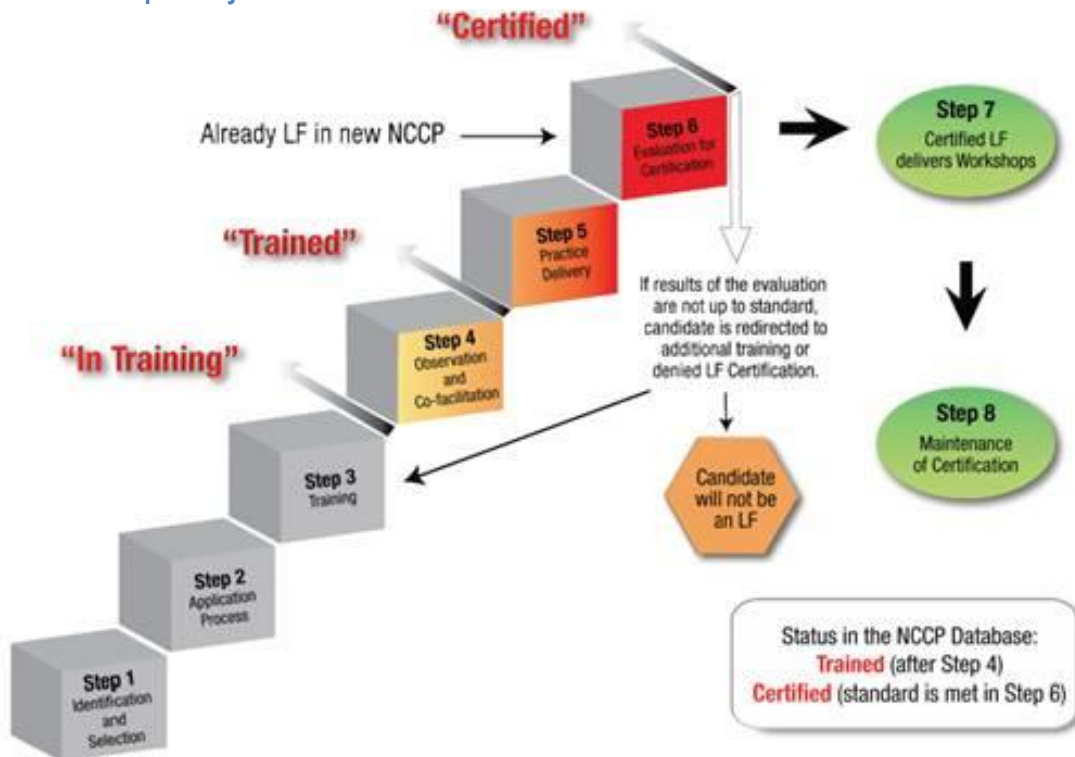 “Certified”
Already LF in new NCCP
Step 6
Evaluation for
Certification
Step 7
Certified LF
delivers Workshops
“Trained”
Step 5
Practice
Delivery
If results of the evaluation
are not up to standard,
candidate is redirected to
additional training or
denied LF Certification.
“In Training”
Step 4
Observation
and
Co-facilitation
Step 8
Maintenance
of Certification
Step 3
Training
Candidate
will not be
an LF
Step 2
Application
Process
Step 1
Identification
and
Selection
Status in the NCCP Database:
Trained (after Step 4)
Certified (standard is met in Step 6)